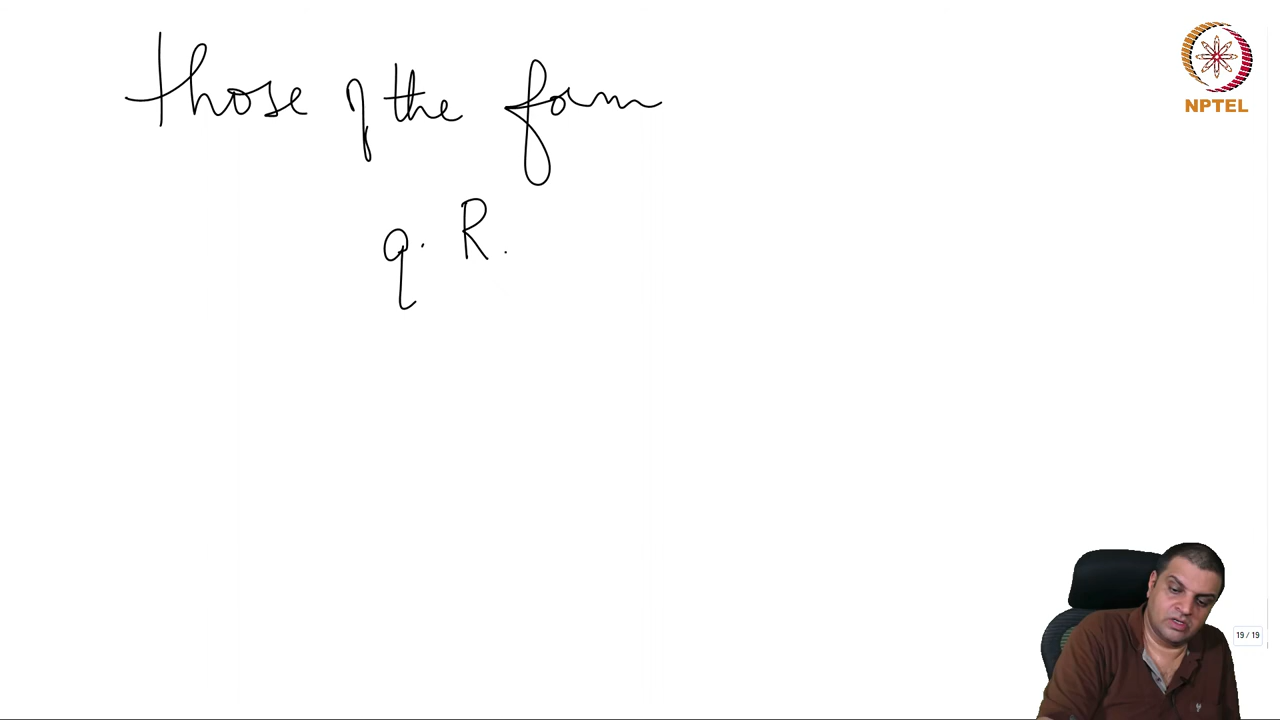 those of the form
q. R.
NPTEL
19 / 19